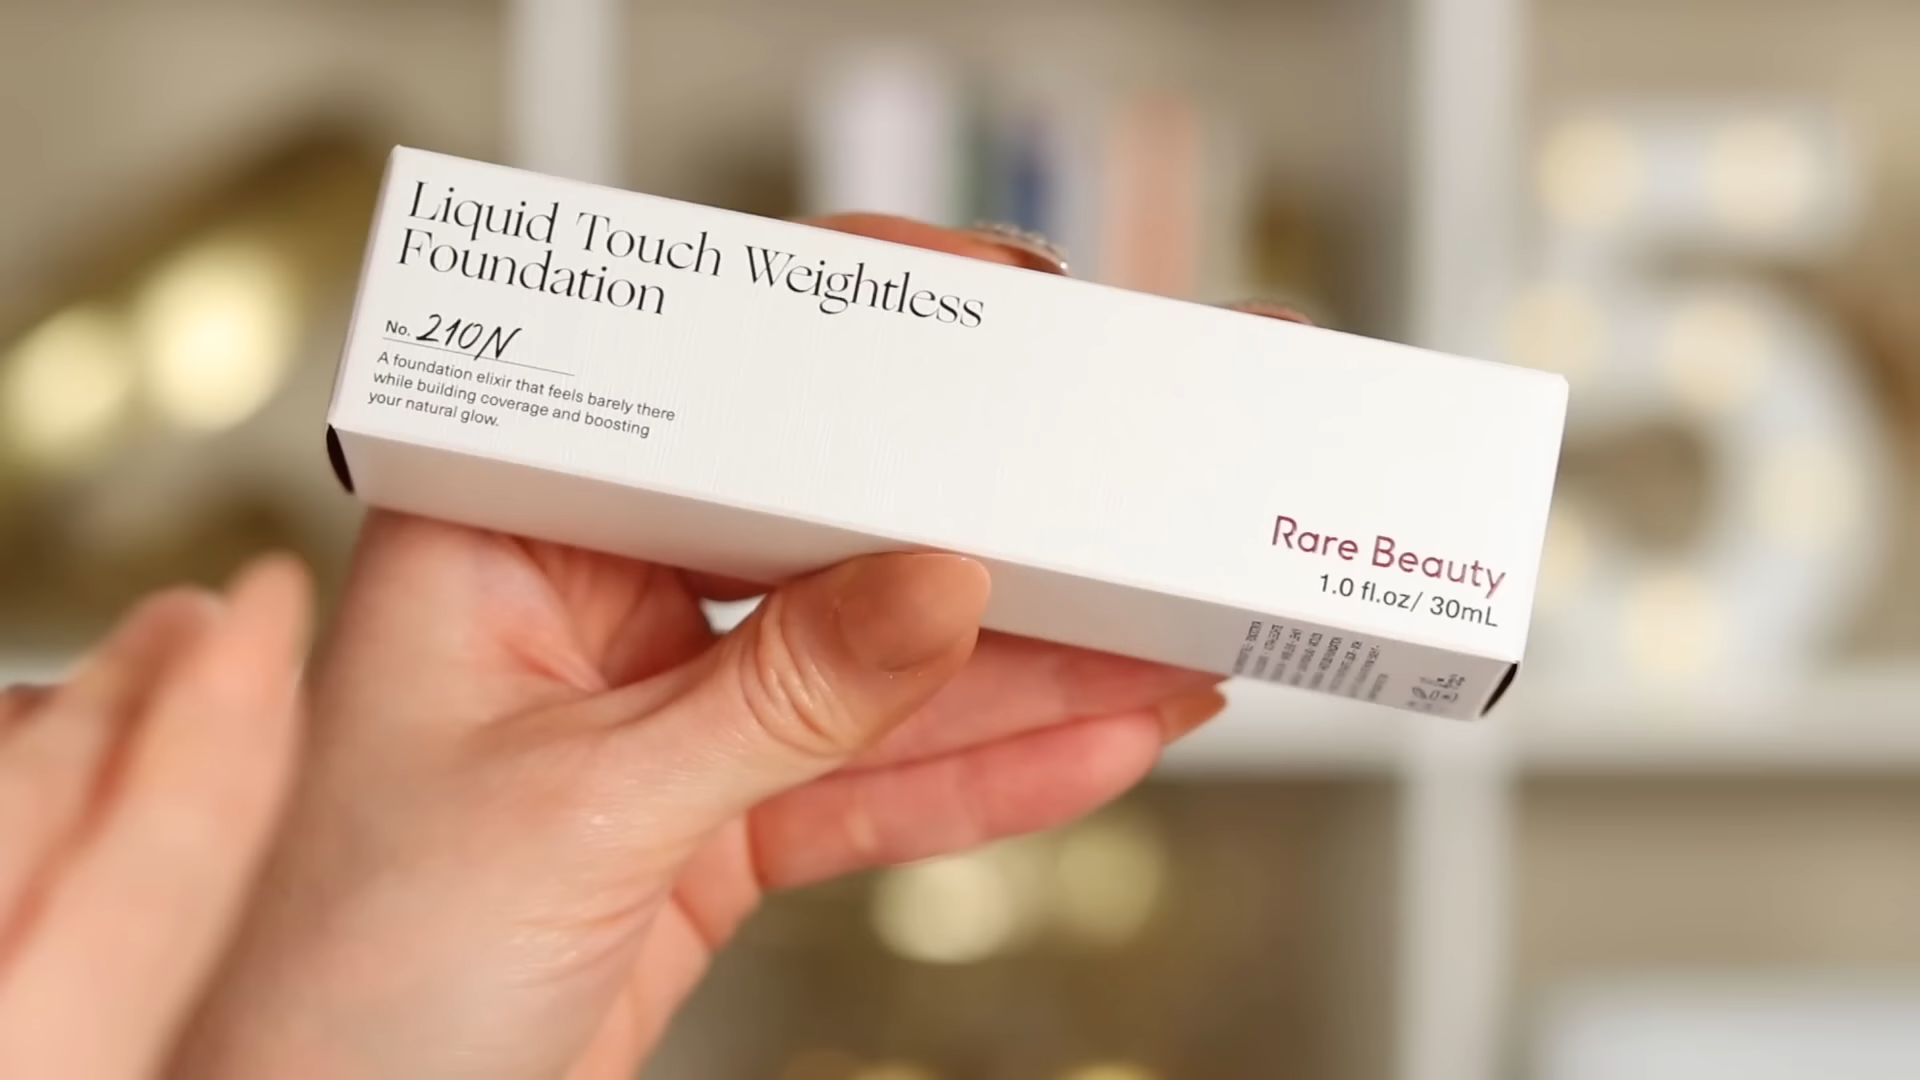 Liquid Touch Weightless
Foundation
No. 210N
A foundation elixir that feels barely there
while building coverage and boosting
your natural glow.
Rare Beauty
1.0 fl.oz/ 30mL